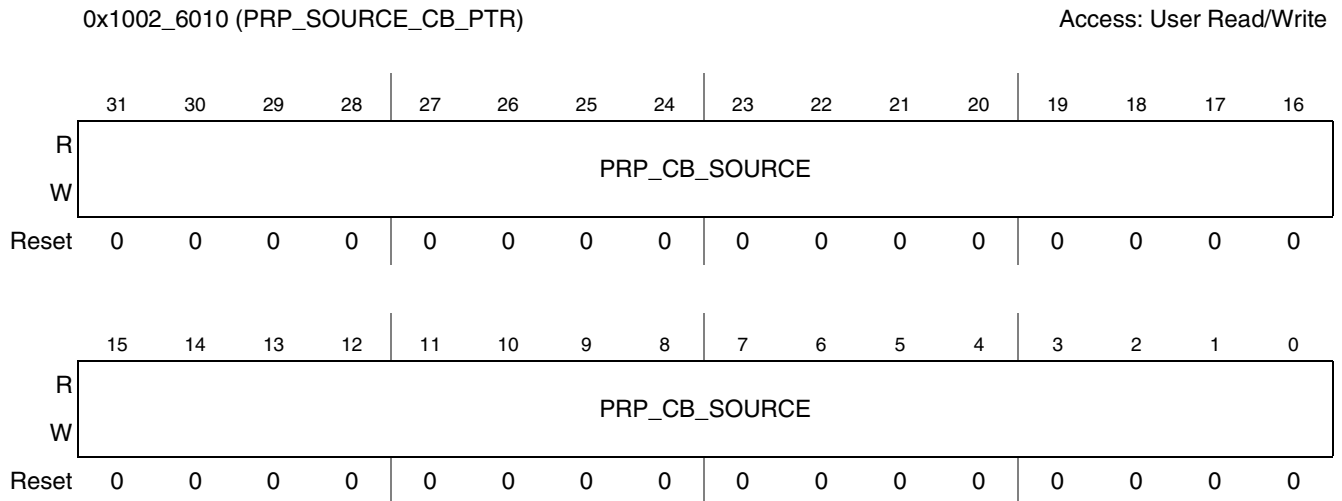 0x1002_6010 (PRP_SOURCE_CB_PTR) Access: User Read/Write
31 30 29 28 27 26 25 24 23 22 21 20 19 18 17 16
R
PRP_CB_SOURCE
W
Reset 0 0 0 0 0 0 0 0 0 0 0 0 0 0 0 0
15 14 13 12 11 10 9 8 7 6 5 4 3 2 1 0
R
PRP_CB_SOURCE
W
Reset 0 0 0 0 0 0 0 0 0 0 0 0 0 0 0 0